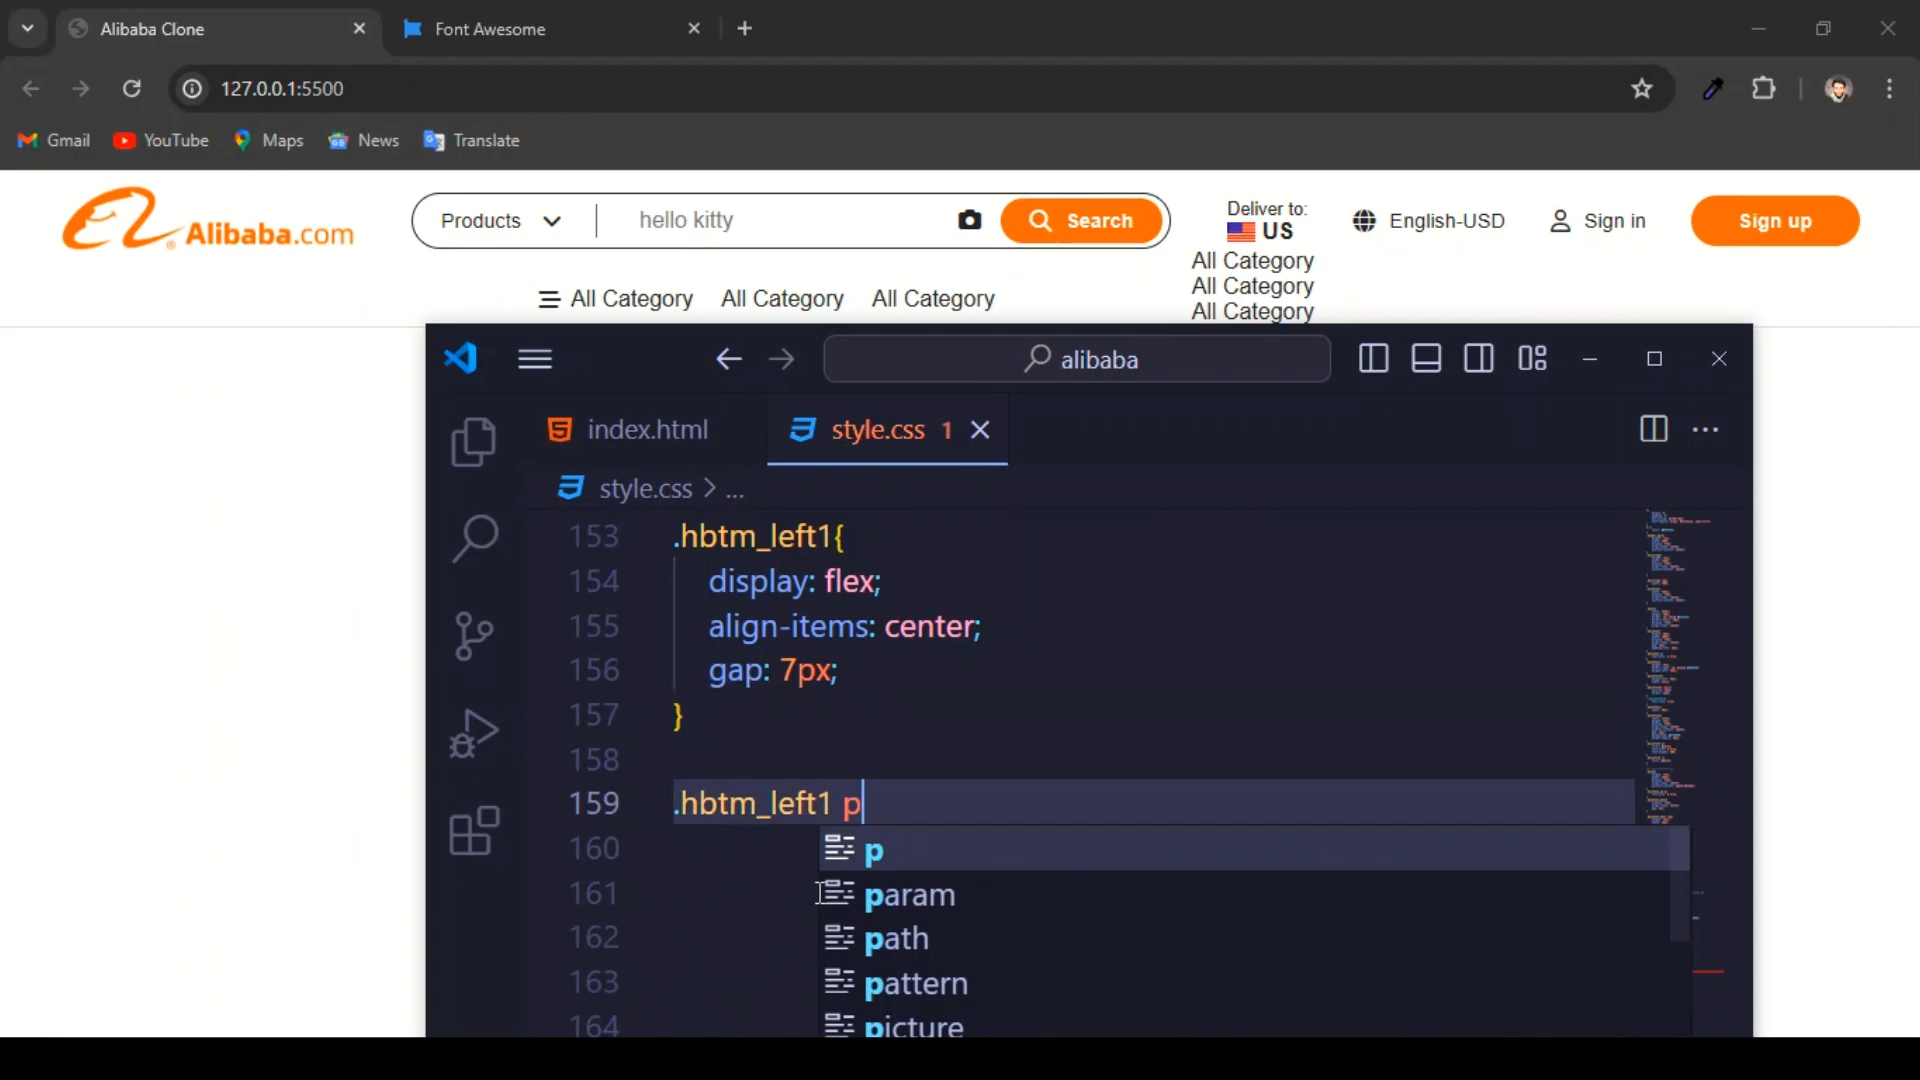 Alibaba Clone
Font Awesome
127.0.0.1:5500
Gmail YouTube Maps News Translate
Alibaba.com
Products
hello kitty
Search
Deliver to:
US
English-USD
Sign in
Sign up
All Category All Category All Category
All Category
All Category
All Category
alibaba
index.html
style.css 1
style.css > ...
153 .hbtm_left1{
154 display: flex;
155 align-items: center;
156 gap: 7px;
157 }
158
159 .hbtm_left1 p
160
161
162
163
164
p
param
path
pattern
picture